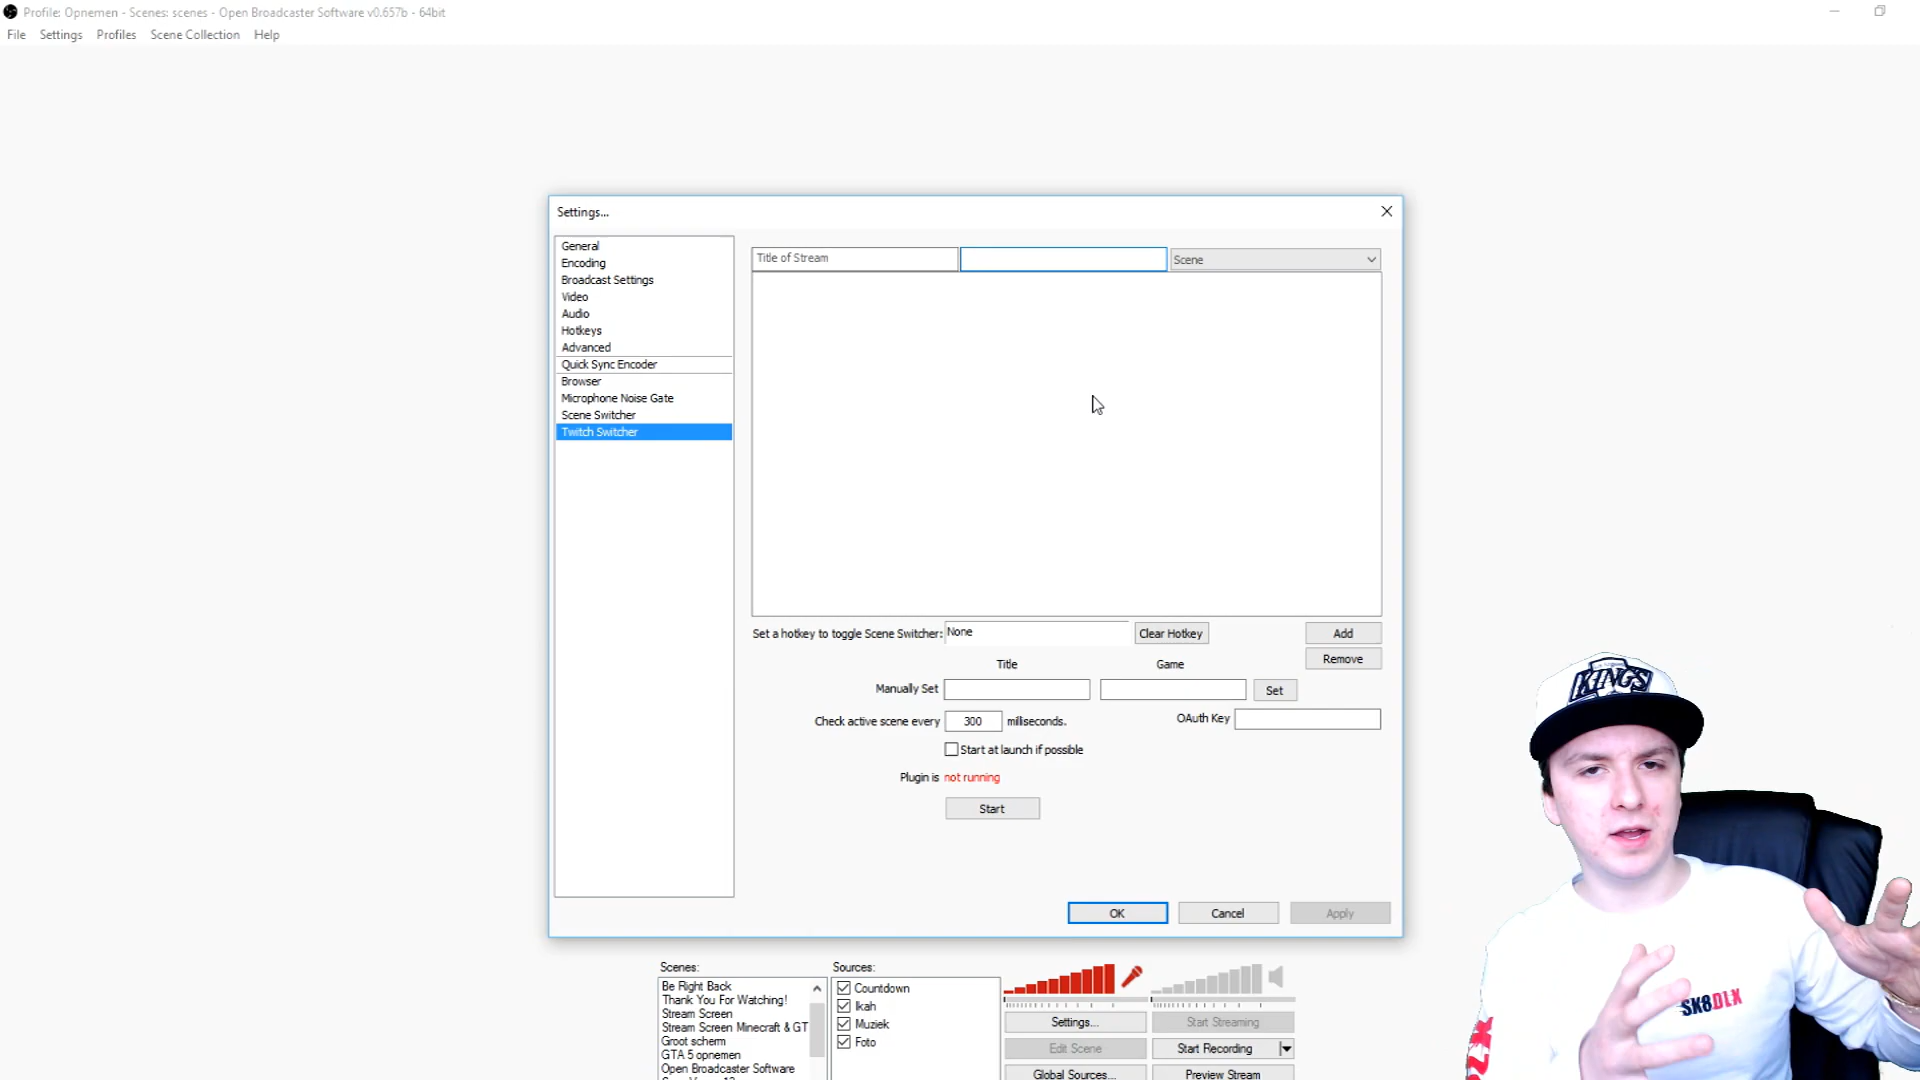 Profile: Opnemen - Scenes: scenes - Open Broadcaster Software v0.657b - 64bit
File Settings Profiles Scene Collection Help
Settings...
General
Encoding
Broadcast Settings
Video
Audio
Hotkeys
Advanced
Quick Sync Encoder
Browser
Microphone Noise Gate
Scene Switcher
Twitch Switcher
Title of Stream
Scene
Set a hotkey to toggle Scene Switcher: None Clear Hotkey Add
Remove
Title Game
Manually Set Set
Check active scene every 300 miliseconds. OAuth Key
Start at launch if possible
Plugin is not running
Start
OK Cancel Apply
Scenes:
Be Right Back
Thank You For Watching!
Stream Screen
Stream Screen Minecraft & GT
Groot scherm
GTA 5 opnemen
Open Broadcaster Software
Sources:
Countdown
Ikah
Muziek
Foto
Settings... Start Streaming
Edit Scene Start Recording
Global Sources... Preview Stream
KINGS
SK8DLX